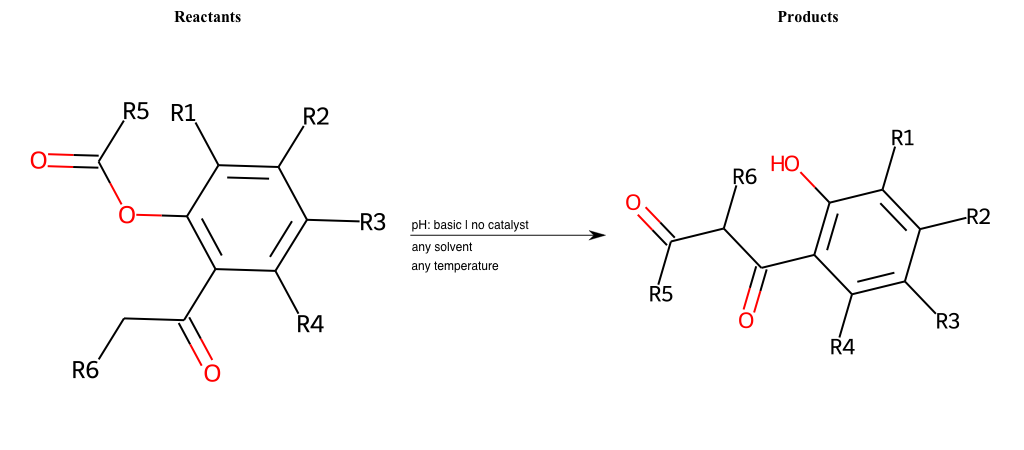 Reactants
Products
R5
R1
R2
O
O
R3
R4
R6
O
pH: basic | no catalyst
any solvent
any temperature
R1
HO
R6
O
R2
R5
O
R3
R4